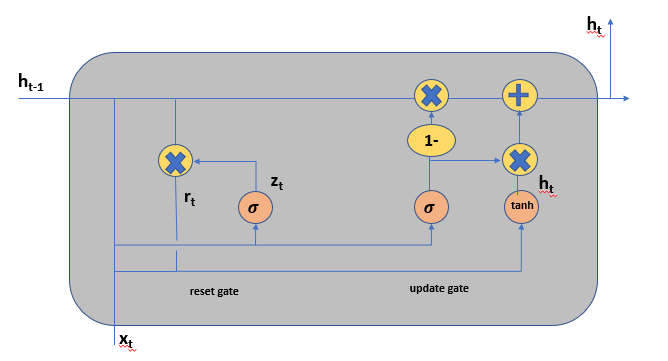 ht
ht-1
1-
zt
ht
rt
σ
σ
tanh
reset gate
update gate
xt